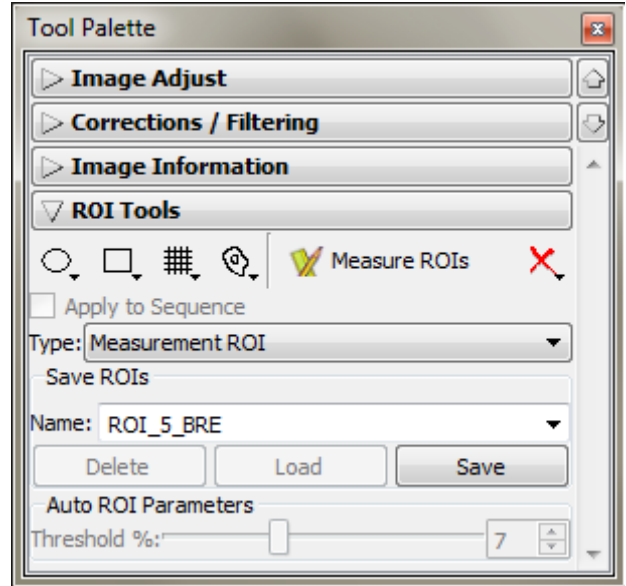 Tool Palette
Image Adjust
Corrections / Filtering
Image Information
ROI Tools
Measure ROIs
Apply to Sequence
Type: Measurement ROI
Save ROIs
Name: ROI_5_BRE
Delete Load Save
Auto ROI Parameters
Threshold %: 7